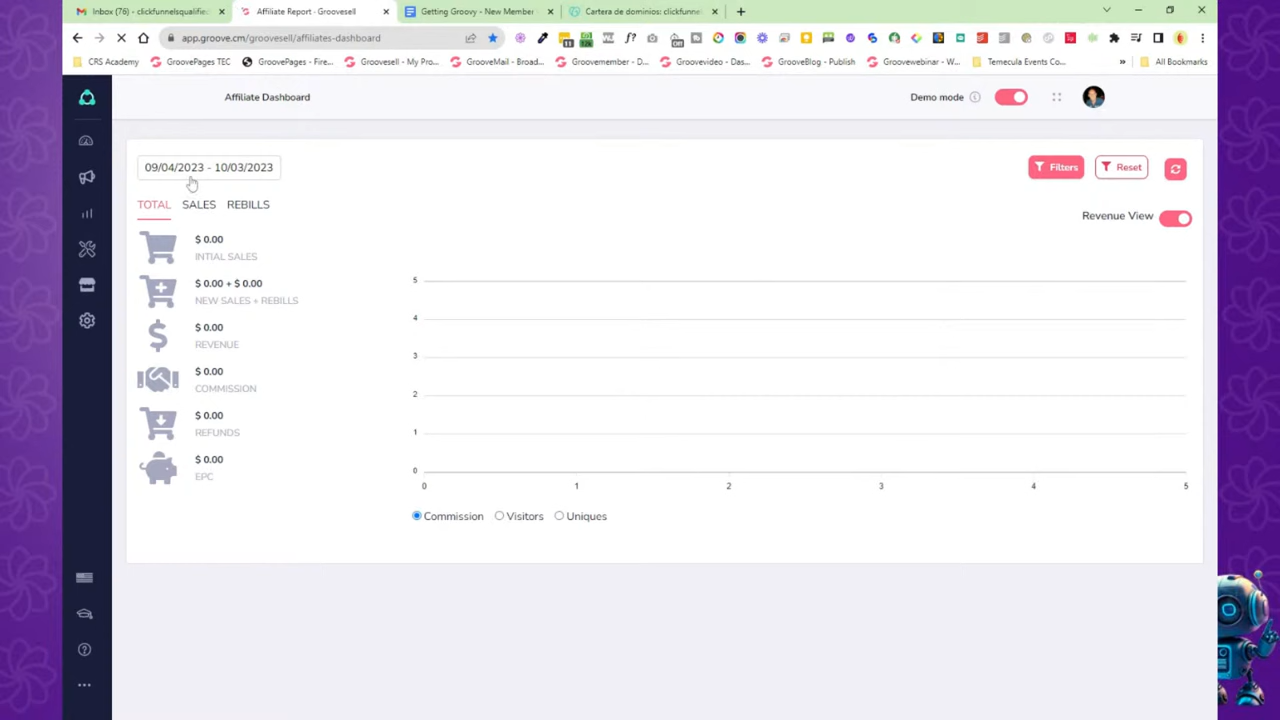 Inbox (76) - clickfunnelsqualifie
Affiliate Report - Groovesell
Getting Groovy - New Member
Cartera de dominios: clickfunnel
app.groove.cm/groovesell/affiliates-dashboard
CRS Academy
GroovePages TEC
GroovePages - Fire...
Groovesell - My Pro...
GrooveMail - Broad...
Groovemember - D...
Groovevideo - Das...
GrooveBlog - Publish
Groovewebinar - W...
Temecula Events Co...
»
All Bookmarks
Affiliate Dashboard
Demo mode
09/04/2023 - 10/03/2023
Filters
Reset
TOTAL SALES REBILLS
Revenue View
$ 0.00
INTIAL SALES
$ 0.00 + $ 0.00
NEW SALES + REBILLS
$ 0.00
REVENUE
$ 0.00
COMMISSION
$ 0.00
REFUNDS
$ 0.00
EPC
5
4
3
2
1
0
0 1 2 3 4 5
Commission Visitors Uniques